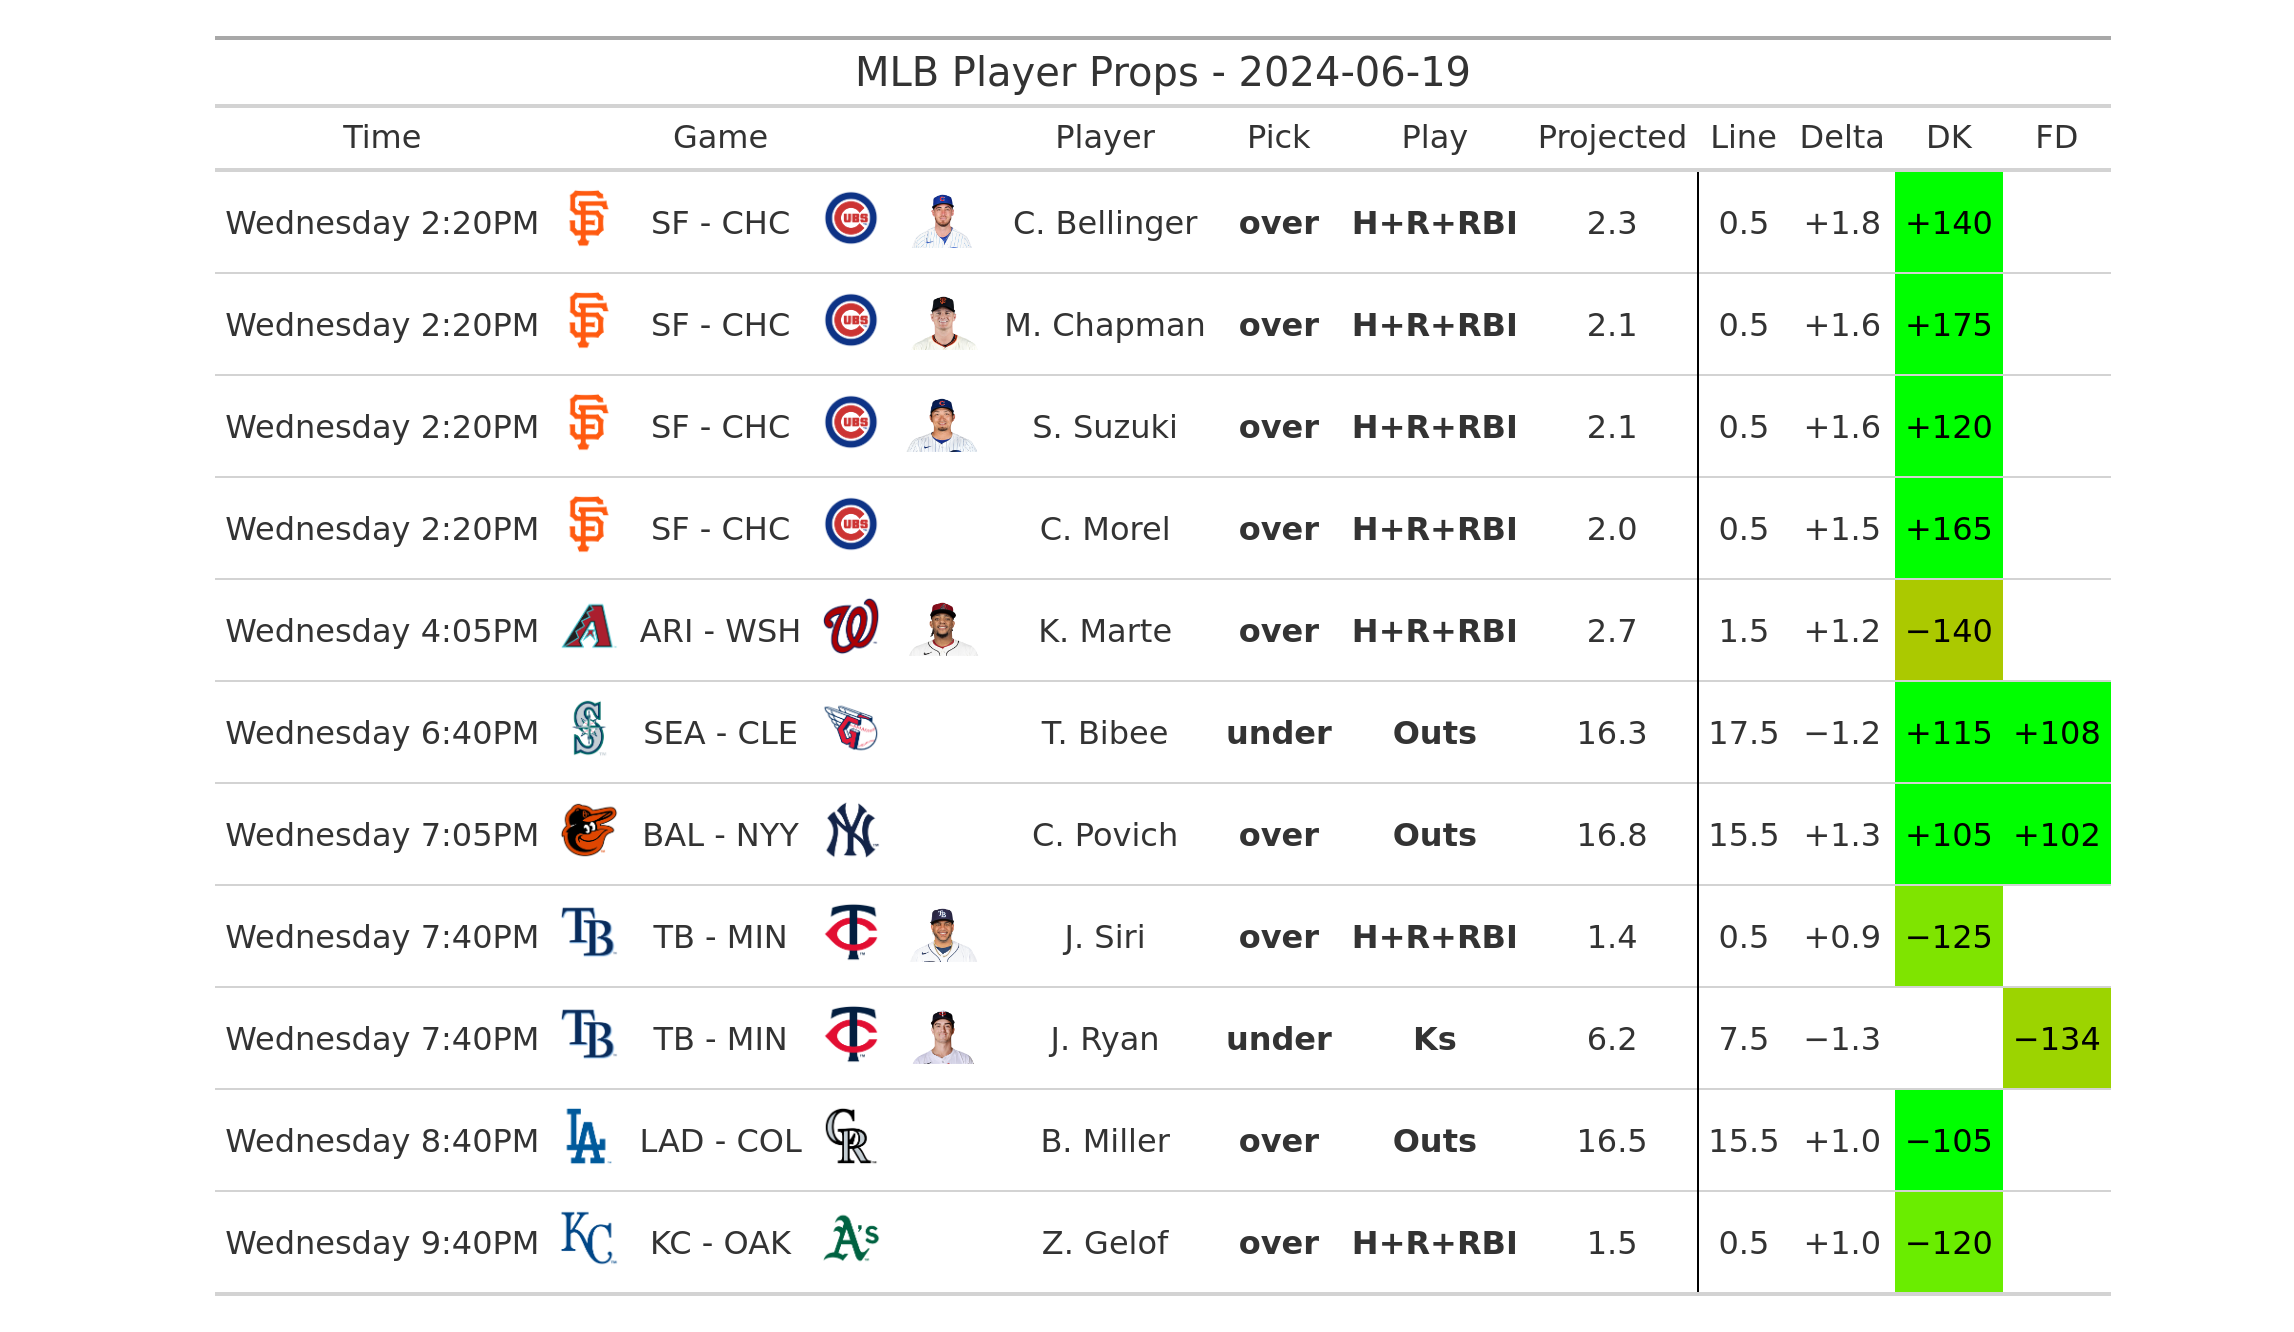 MLB Player Props - 2024-06-19
Time Game Player Pick Play Projected Line Delta DK FD
Wednesday 2:20PM SF - CHC C. Bellinger over H+R+RBI 2.3 0.5 +1.8 +140
Wednesday 2:20PM SF - CHC M. Chapman over H+R+RBI 2.1 0.5 +1.6 +175
Wednesday 2:20PM SF - CHC S. Suzuki over H+R+RBI 2.1 0.5 +1.6 +120
Wednesday 2:20PM SF - CHC C. Morel over H+R+RBI 2.0 0.5 +1.5 +165
Wednesday 4:05PM ARI - WSH K. Marte over H+R+RBI 2.7 1.5 +1.2 −140
Wednesday 6:40PM SEA - CLE T. Bibee under Outs 16.3 17.5 −1.2 +115 +108
Wednesday 7:05PM BAL - NYY C. Povich over Outs 16.8 15.5 +1.3 +105 +102
Wednesday 7:40PM TB - MIN J. Siri over H+R+RBI 1.4 0.5 +0.9 −125
Wednesday 7:40PM TB - MIN J. Ryan under Ks 6.2 7.5 −1.3 −134
Wednesday 8:40PM LAD - COL B. Miller over Outs 16.5 15.5 +1.0 −105
Wednesday 9:40PM KC - OAK Z. Gelof over H+R+RBI 1.5 0.5 +1.0 −120